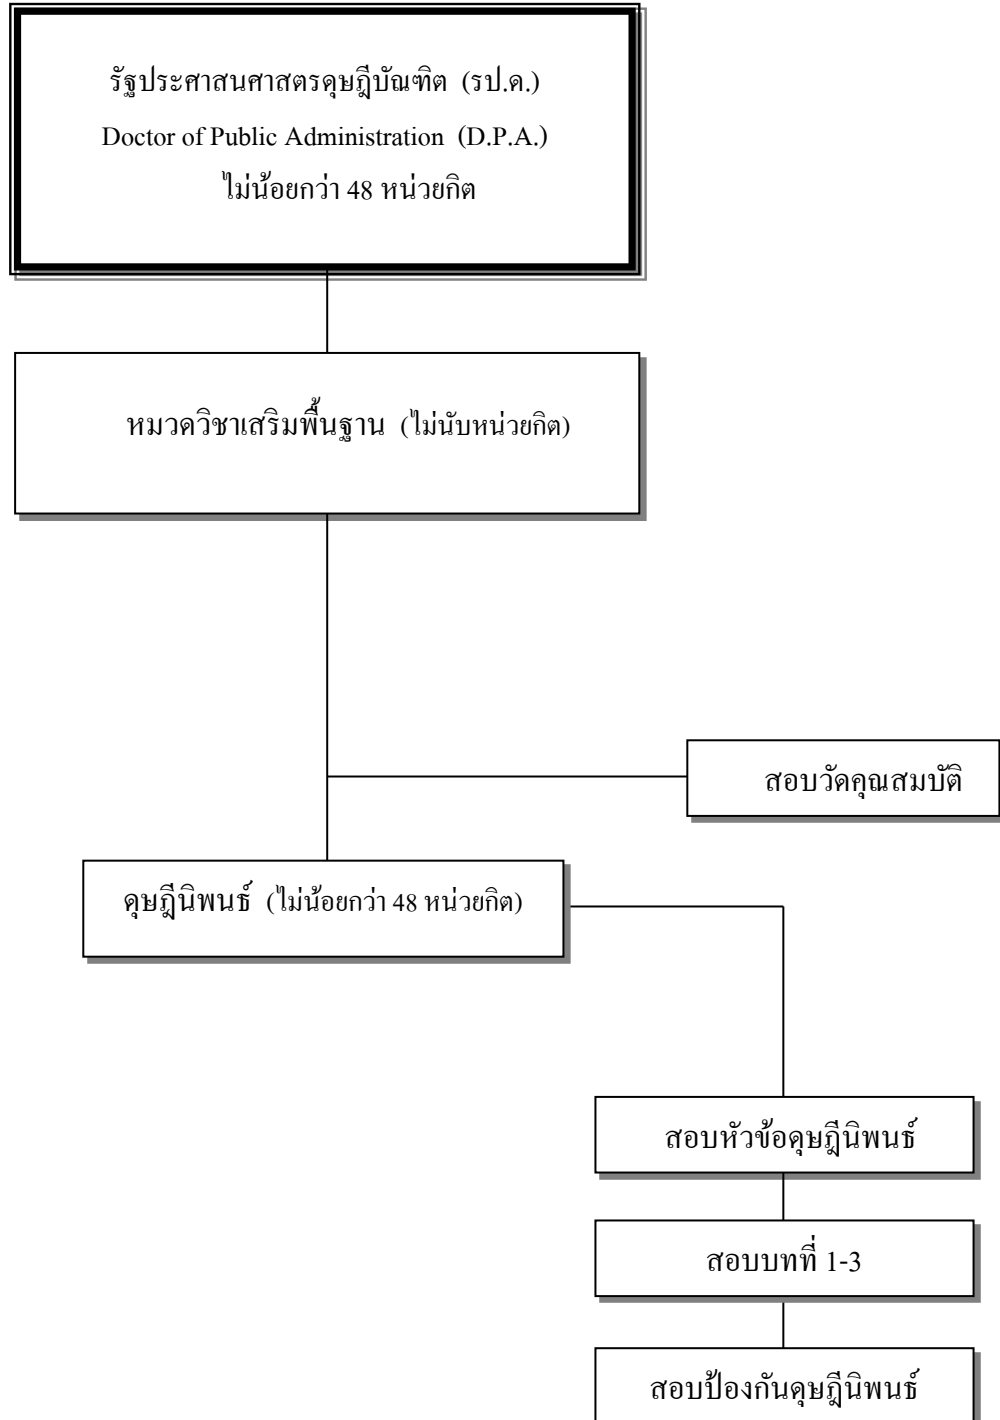 รัฐประศาสนศาสตรดุษฎีบัณฑิต (รป.ด.)
Doctor of Public Administration (D.P.A.)
ไม่น้อยกว่า 48 หน่วยกิต
หมวดวิชาเสริมพื้นฐาน (ไม่นับหน่วยกิต)
สอบวัดคุณสมบัติ
ดุษฎีนิพนธ์ (ไม่น้อยกว่า 48 หน่วยกิต)
สอบหัวข้อดุษฎีนิพนธ์
สอบบทที่ 1-3
สอบป้องกันดุษฎีนิพนธ์